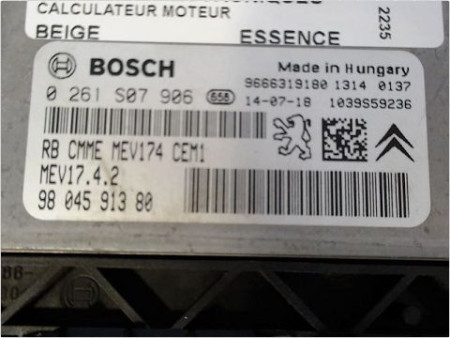 CALCULATEUR MOTEUR
BEIGE ESSENCE
2235
BOSCH
Made in Hungary
9666319180 1314 0137
0 261 S07 906 658 14-07-18 1039S59236
RB CMME MEV174 CEM1
MEV17.4.2
98 045 913 80